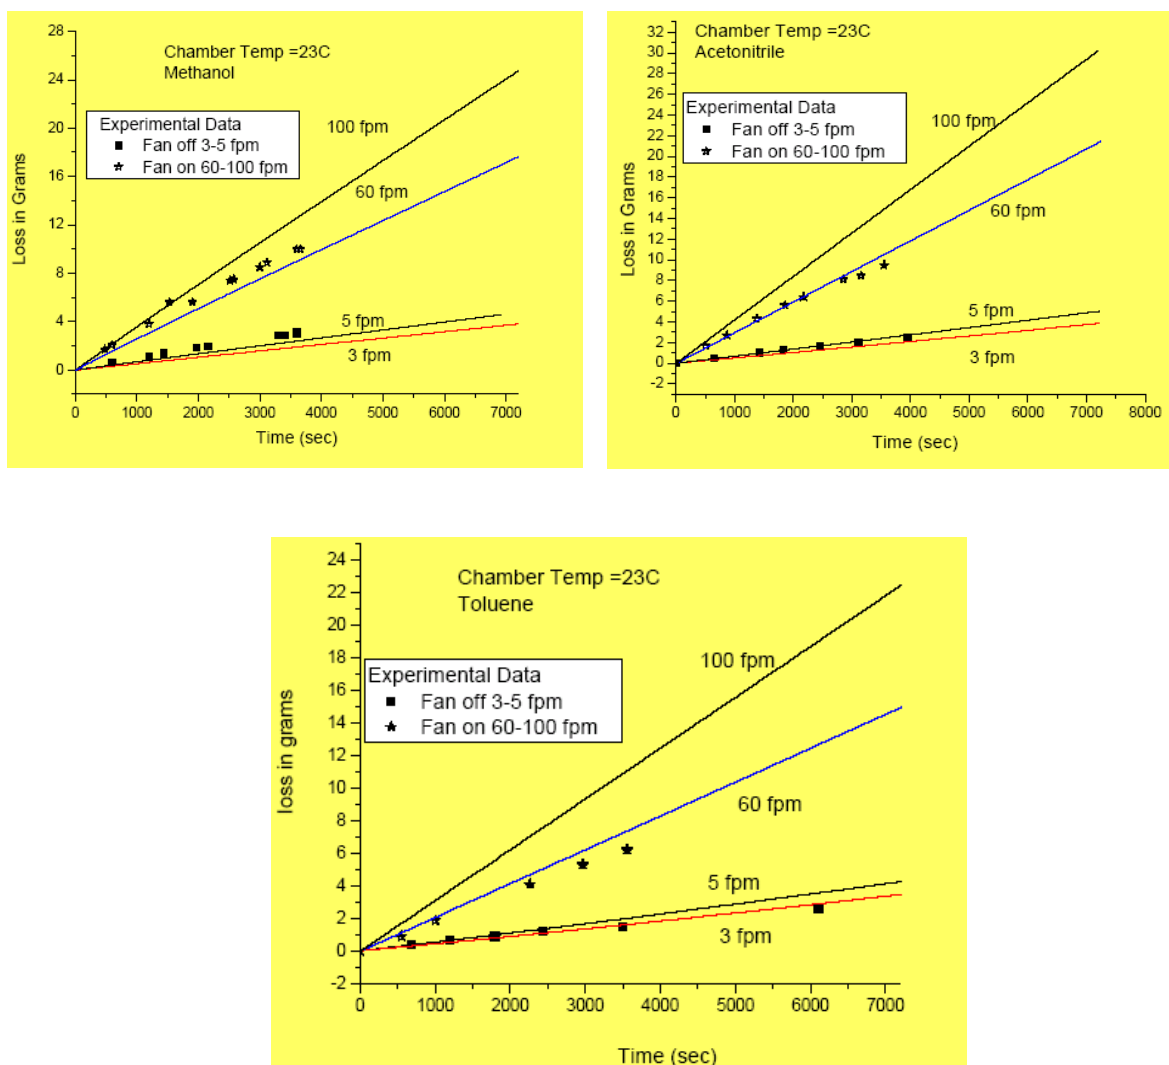 Chamber Temp =23C
Methanol
Experimental Data
Fan off 3-5 fpm
Fan on 60-100 fpm
100 fpm
60 fpm
5 fpm
3 fpm
Loss in Grams
28
24
20
16
12
8
4
0
0 1000 2000 3000 4000 5000 6000 7000
Time (sec)
Chamber Temp =23C
Acetonitrile
Experimental Data
Fan off 3-5 fpm
Fan on 60-100 fpm
100 fpm
60 fpm
5 fpm
3 fpm
Loss in Grams
32
30
28
26
24
22
20
18
16
14
12
10
8
6
4
2
0
-2
0 1000 2000 3000 4000 5000 6000 7000 8000
Time (sec)
Chamber Temp =23C
Toluene
Experimental Data
Fan off 3-5 fpm
Fan on 60-100 fpm
100 fpm
60 fpm
5 fpm
3 fpm
loss in grams
24
22
20
18
16
14
12
10
8
6
4
2
0
-2
0 1000 2000 3000 4000 5000 6000 7000
Time (sec)